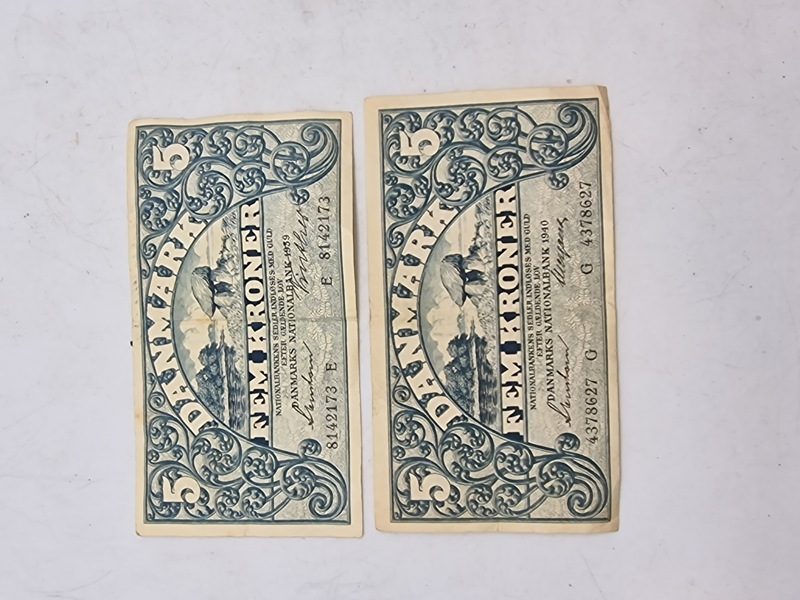 5 DANMARK 5
FEM KRONER
NATIONALBANKENS SEDLER INDLØSES MED GULD
EFTER GÆLDENDE LOV
DANMARKS NATIONALBANK 1939
8142173 E E 8142173
5 DANMARK 5
FEM KRONER
NATIONALBANKENS SEDLER INDLØSES MED GULD
EFTER GÆLDENDE LOV
DANMARKS NATIONALBANK 1940
4378627 G G 4378627